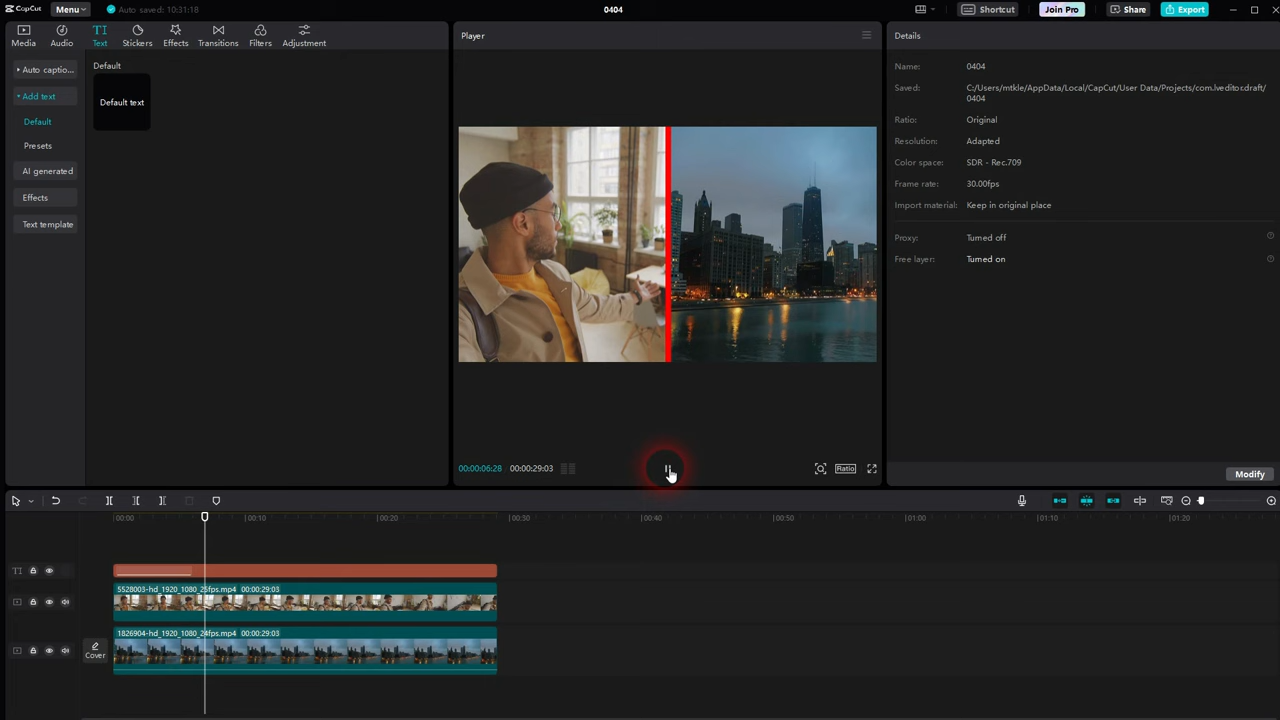 CapCut
Menu
Auto saved: 10:31:18
0404
Shortcut
Join Pro
Share
Export
Media
Audio
TI
Text
Stickers
Effects
Transitions
Filters
Adjustment
Player
Details
Auto captio...
Add text
Default
Presets
AI generated
Effects
Text template
Default
Default text
Name: 0404
Saved: C:/Users/mtkle/AppData/Local/CapCut/User Data/Projects/com.lveditor.draft/
0404
Ratio: Original
Resolution: Adapted
Color space: SDR - Rec.709
Frame rate: 30.00fps
Import material: Keep in original place
Proxy: Turned off
Free layer: Turned on
00:00:06:28 00:00:29:03
Ratio
Modify
00:00 00:10 00:20 00:30 00:40 00:50 01:00 01:10 01:20
TI
5528003-hd_1920_1080_25fps.mp4 00:00:29:03
1826904-hd_1920_1080_24fps.mp4 00:00:29:03
Cover